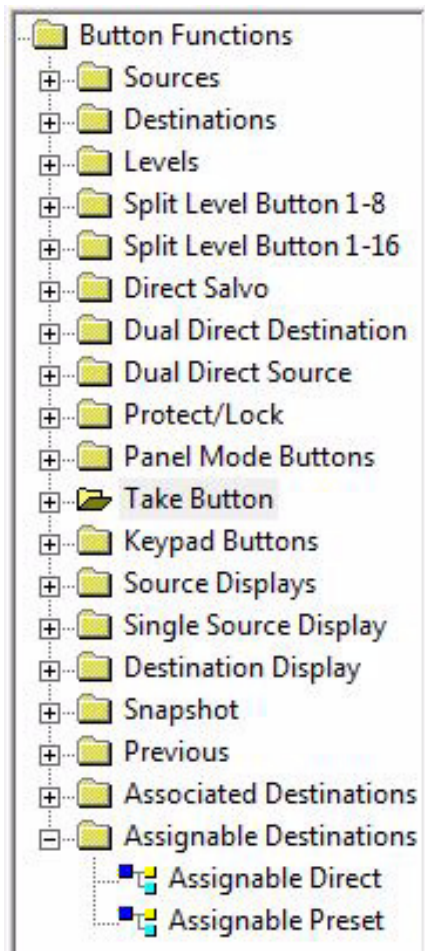 Button Functions
Sources
Destinations
Levels
Split Level Button 1-8
Split Level Button 1-16
Direct Salvo
Dual Direct Destination
Dual Direct Source
Protect/Lock
Panel Mode Buttons
Take Button
Keypad Buttons
Source Displays
Single Source Display
Destination Display
Snapshot
Previous
Associated Destinations
Assignable Destinations
Assignable Direct
Assignable Preset